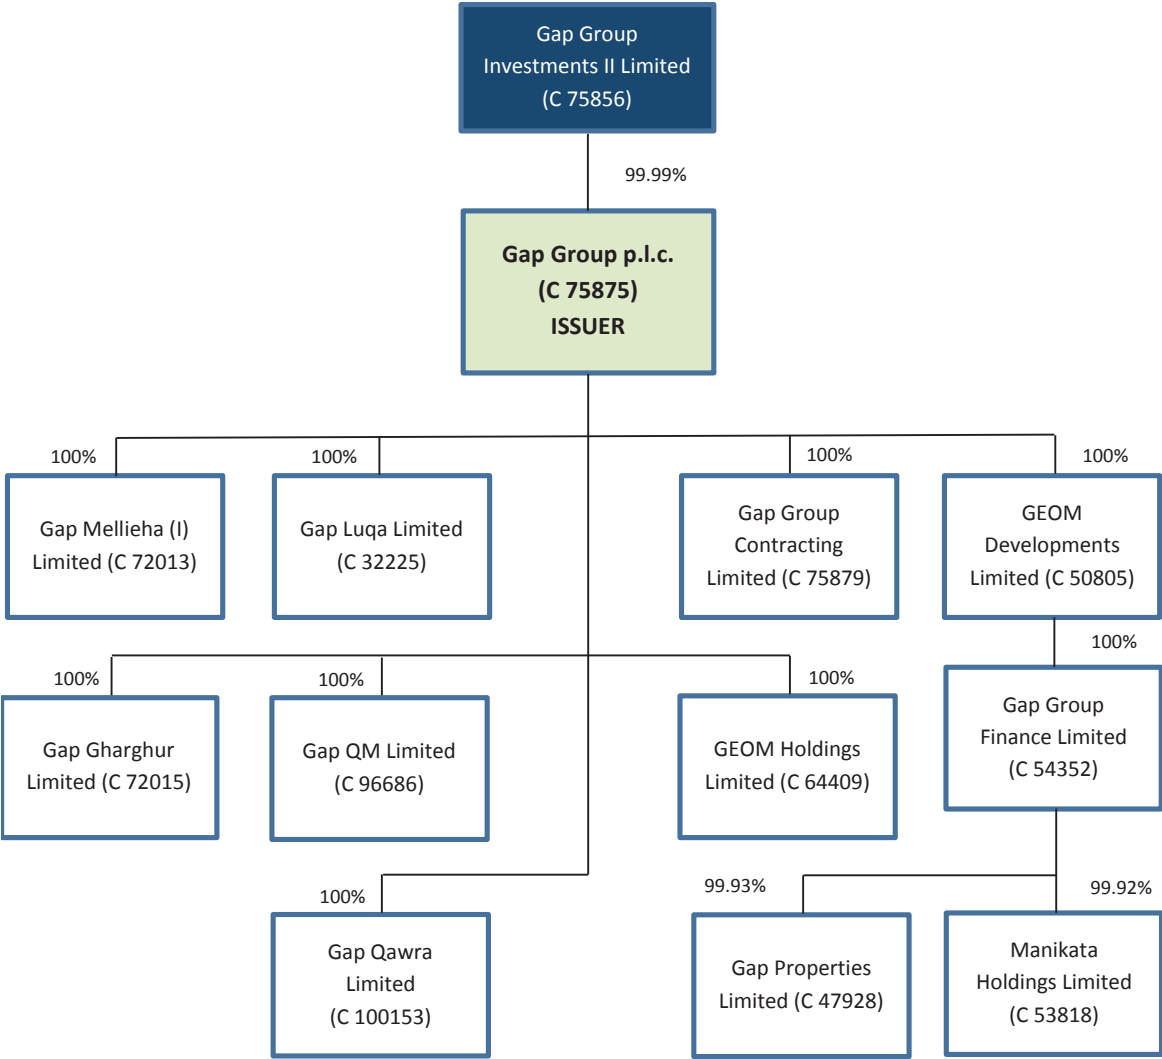 Gap Group
Investments II Limited
(C 75856)
99.99%
Gap Group p.l.c.
(C 75875)
ISSUER
100%
100%
100%
100%
Gap Mellieha (I)
Limited (C 72013)
Gap Luqa Limited
(C 32225)
Gap Group
Contracting
Limited (C 75879)
GEOM
Developments
Limited (C 50805)
100%
100%
100%
100%
Gap Gharghur
Limited (C 72015)
Gap QM Limited
(C 96686)
GEOM Holdings
Limited (C 64409)
Gap Group
Finance Limited
(C 54352)
100%
99.93%
99.92%
Gap Qawra
Limited
(C 100153)
Gap Properties
Limited (C 47928)
Manikata
Holdings Limited
(C 53818)